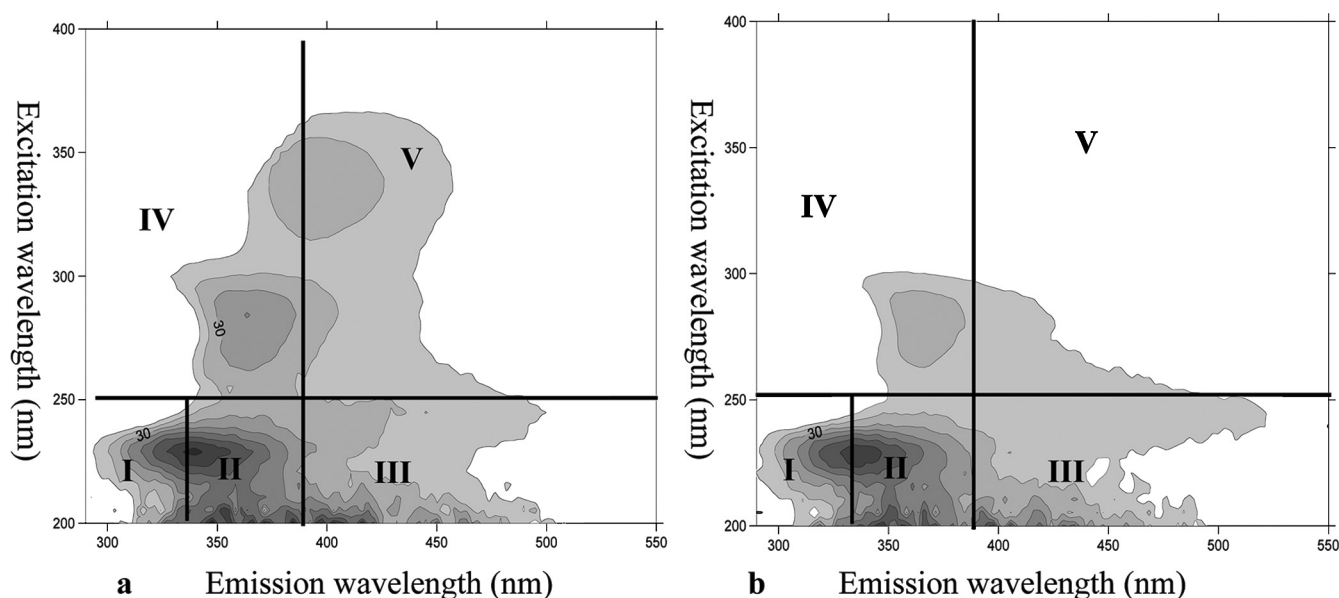 400
350
300
250
200
300
350
400
450
500
550
Excitation wavelength (nm)
Emission wavelength (nm)
a
IV
V
I
II
III
30
30
400
350
300
250
200
300
350
400
450
500
550
Excitation wavelength (nm)
Emission wavelength (nm)
b
IV
V
I
II
III
30